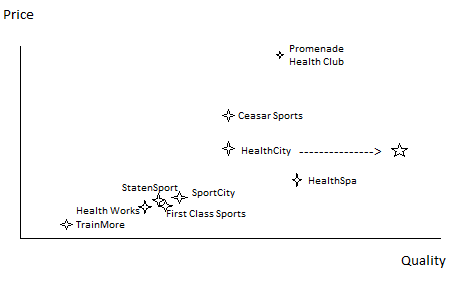 Price
Promenade
Health Club
Ceasar Sports
HealthCity
HealthSpa
StatenSport
SportCity
Health Works
First Class Sports
TrainMore
Quality